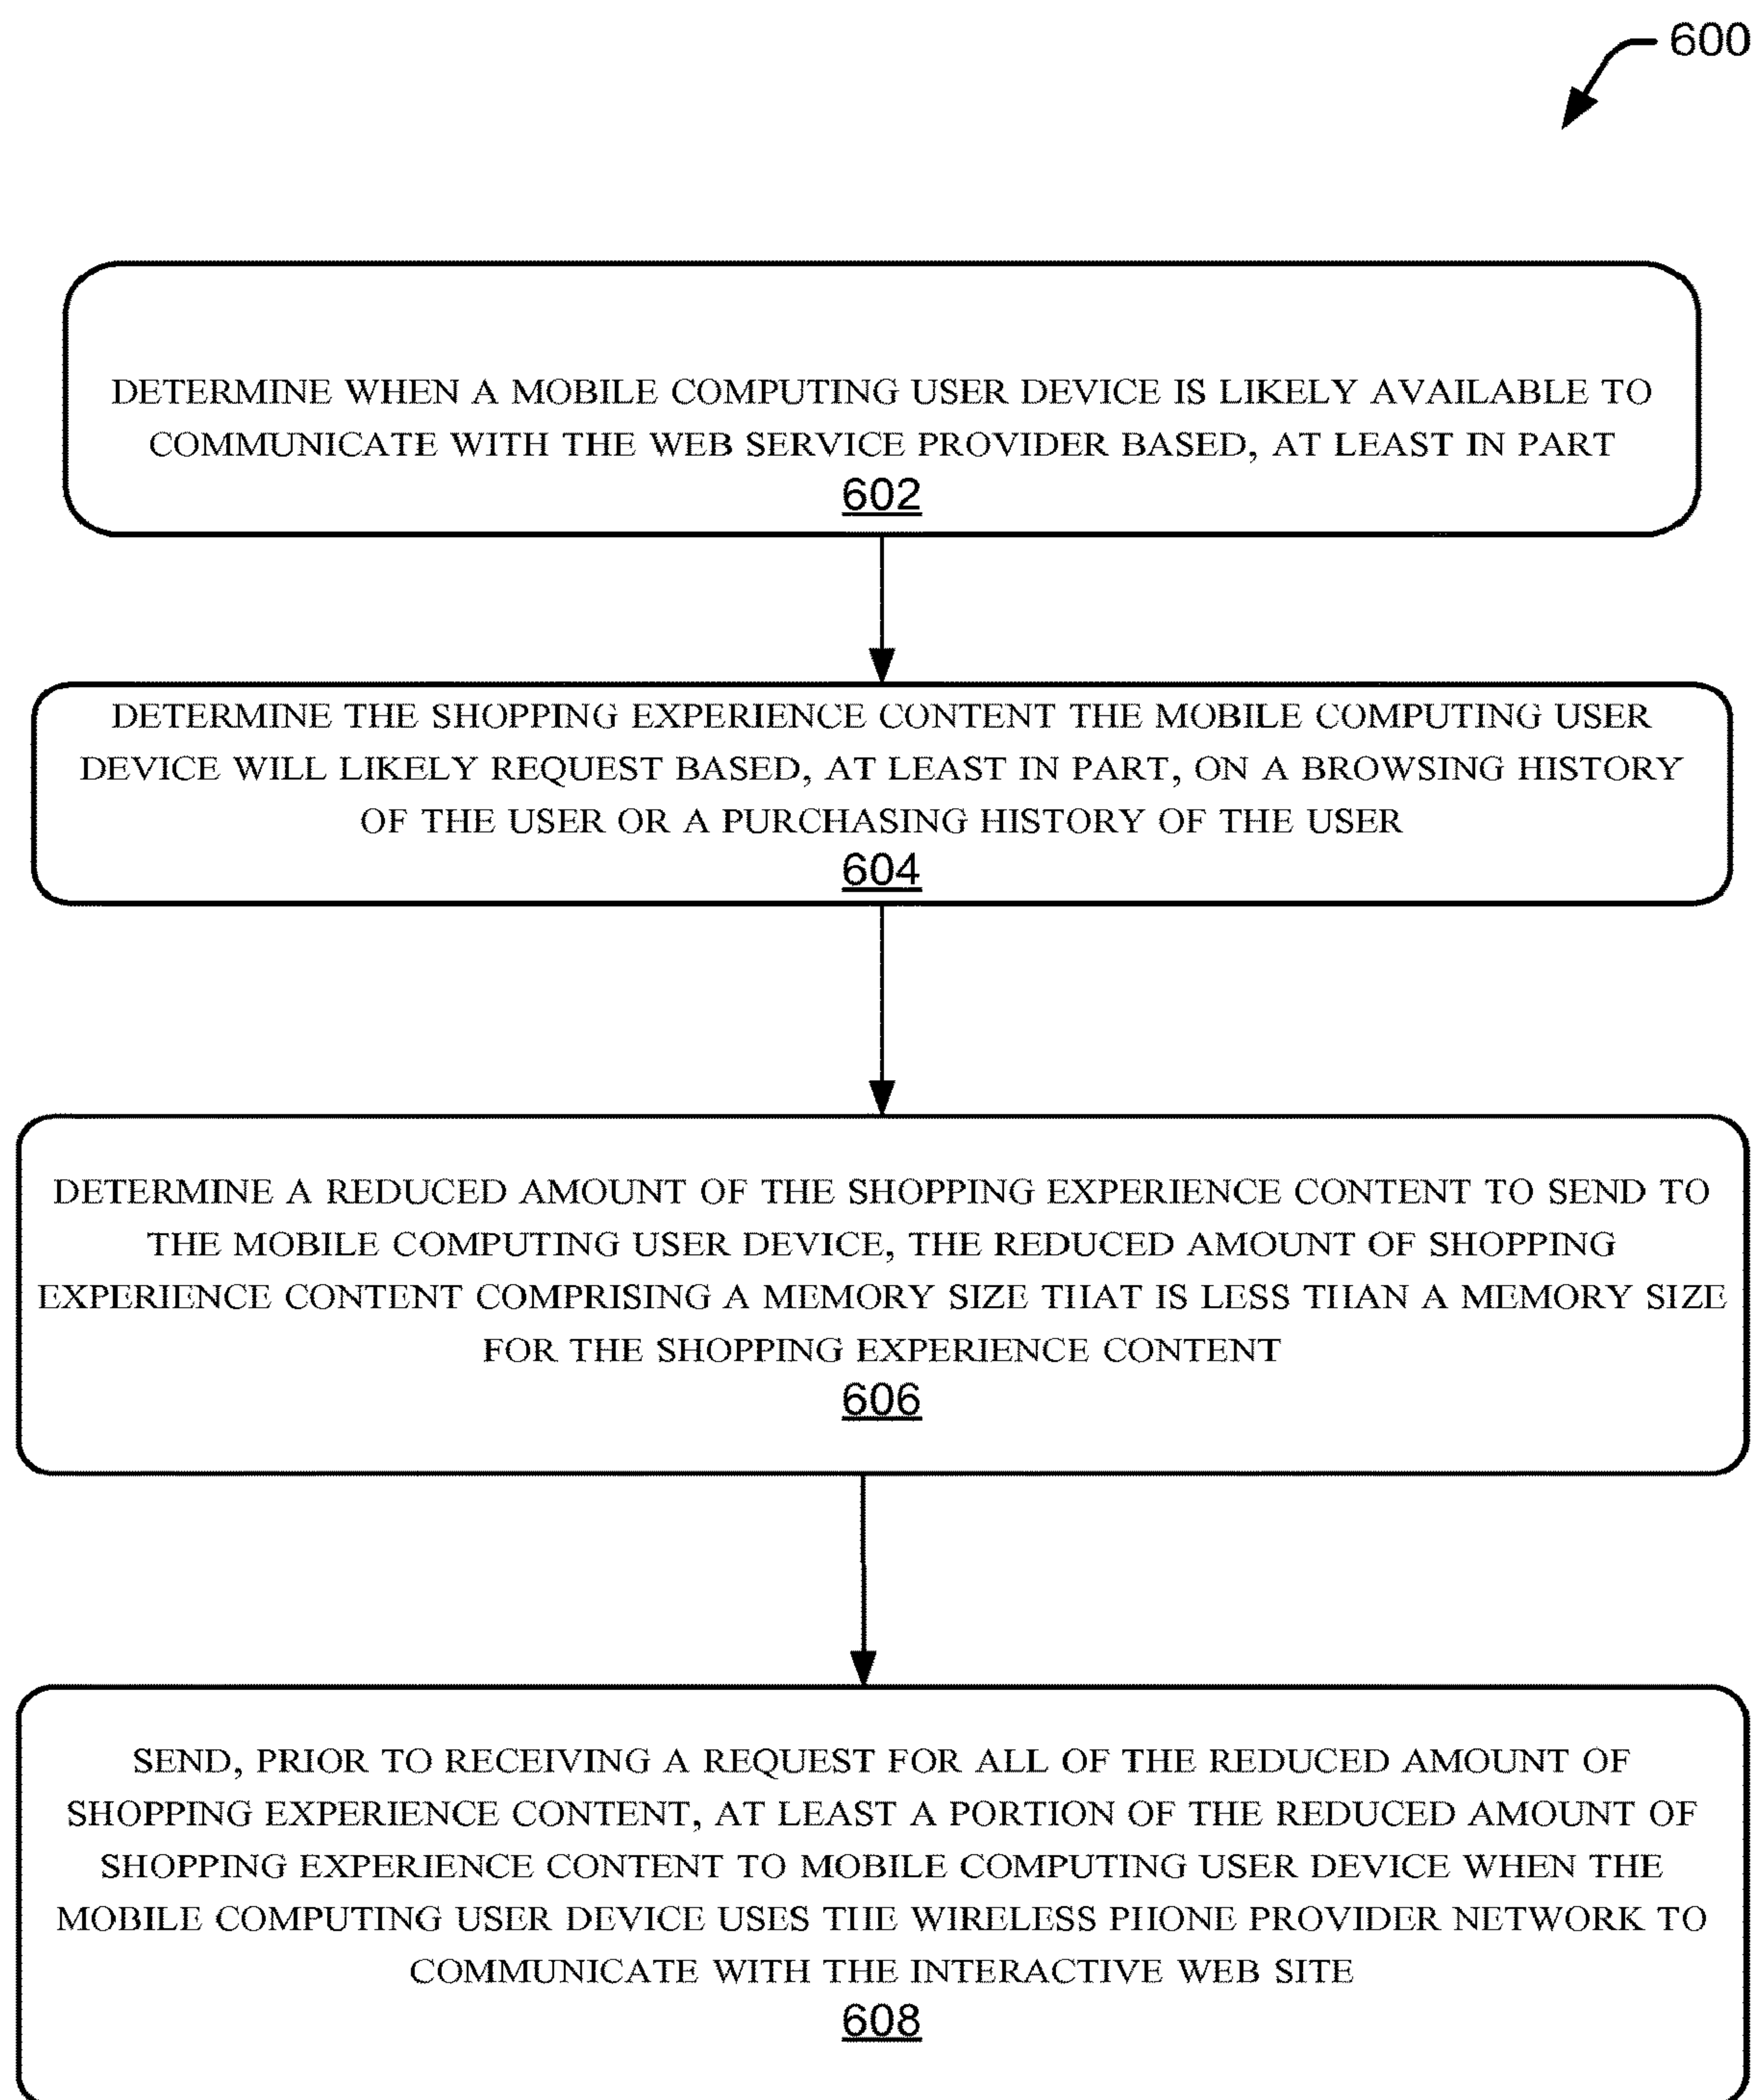 600
DETERMINE WHEN A MOBILE COMPUTING USER DEVICE IS LIKELY AVAILABLE TO
COMMUNICATE WITH THE WEB SERVICE PROVIDER BASED, AT LEAST IN PART
602
DETERMINE THE SHOPPING EXPERIENCE CONTENT THE MOBILE COMPUTING USER
DEVICE WILL LIKELY REQUEST BASED, AT LEAST IN PART, ON A BROWSING HISTORY
OF THE USER OR A PURCHASING HISTORY OF THE USER
604
DETERMINE A REDUCED AMOUNT OF THE SHOPPING EXPERIENCE CONTENT TO SEND TO
THE MOBILE COMPUTING USER DEVICE, THE REDUCED AMOUNT OF SHOPPING
EXPERIENCE CONTENT COMPRISING A MEMORY SIZE THAT IS LESS THAN A MEMORY SIZE
FOR THE SHOPPING EXPERIENCE CONTENT
606
SEND, PRIOR TO RECEIVING A REQUEST FOR ALL OF THE REDUCED AMOUNT OF
SHOPPING EXPERIENCE CONTENT, AT LEAST A PORTION OF THE REDUCED AMOUNT OF
SHOPPING EXPERIENCE CONTENT TO MOBILE COMPUTING USER DEVICE WHEN THE
MOBILE COMPUTING USER DEVICE USES THE WIRELESS PHONE PROVIDER NETWORK TO
COMMUNICATE WITH THE INTERACTIVE WEB SITE
608